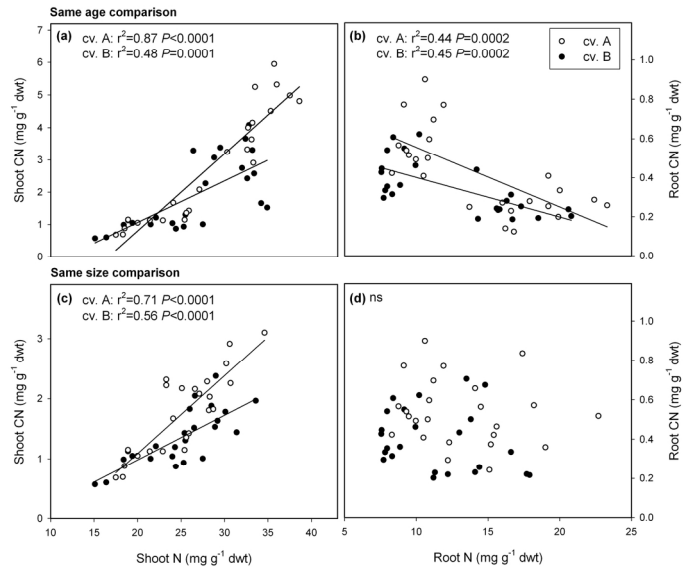 Same age comparison
(a) cv. A: r²=0.87 P<0.0001
cv. B: r²=0.48 P=0.0001
Shoot CN (mg g⁻¹ dwt)
7
6
5
4
3
2
1
0
(b) cv. A: r²=0.44 P=0.0002
cv. B: r²=0.45 P=0.0002
cv. A
cv. B
Root CN (mg g⁻¹ dwt)
1.0
0.8
0.6
0.4
0.2
0.0
Same size comparison
(c) cv. A: r²=0.71 P<0.0001
cv. B: r²=0.56 P<0.0001
Shoot CN (mg g⁻¹ dwt)
3
2
1
0
10 15 20 25 30 35 40
Shoot N (mg g⁻¹ dwt)
(d) ns
Root CN (mg g⁻¹ dwt)
1.0
0.8
0.6
0.4
0.2
0.0
5 10 15 20 25
Root N (mg g⁻¹ dwt)